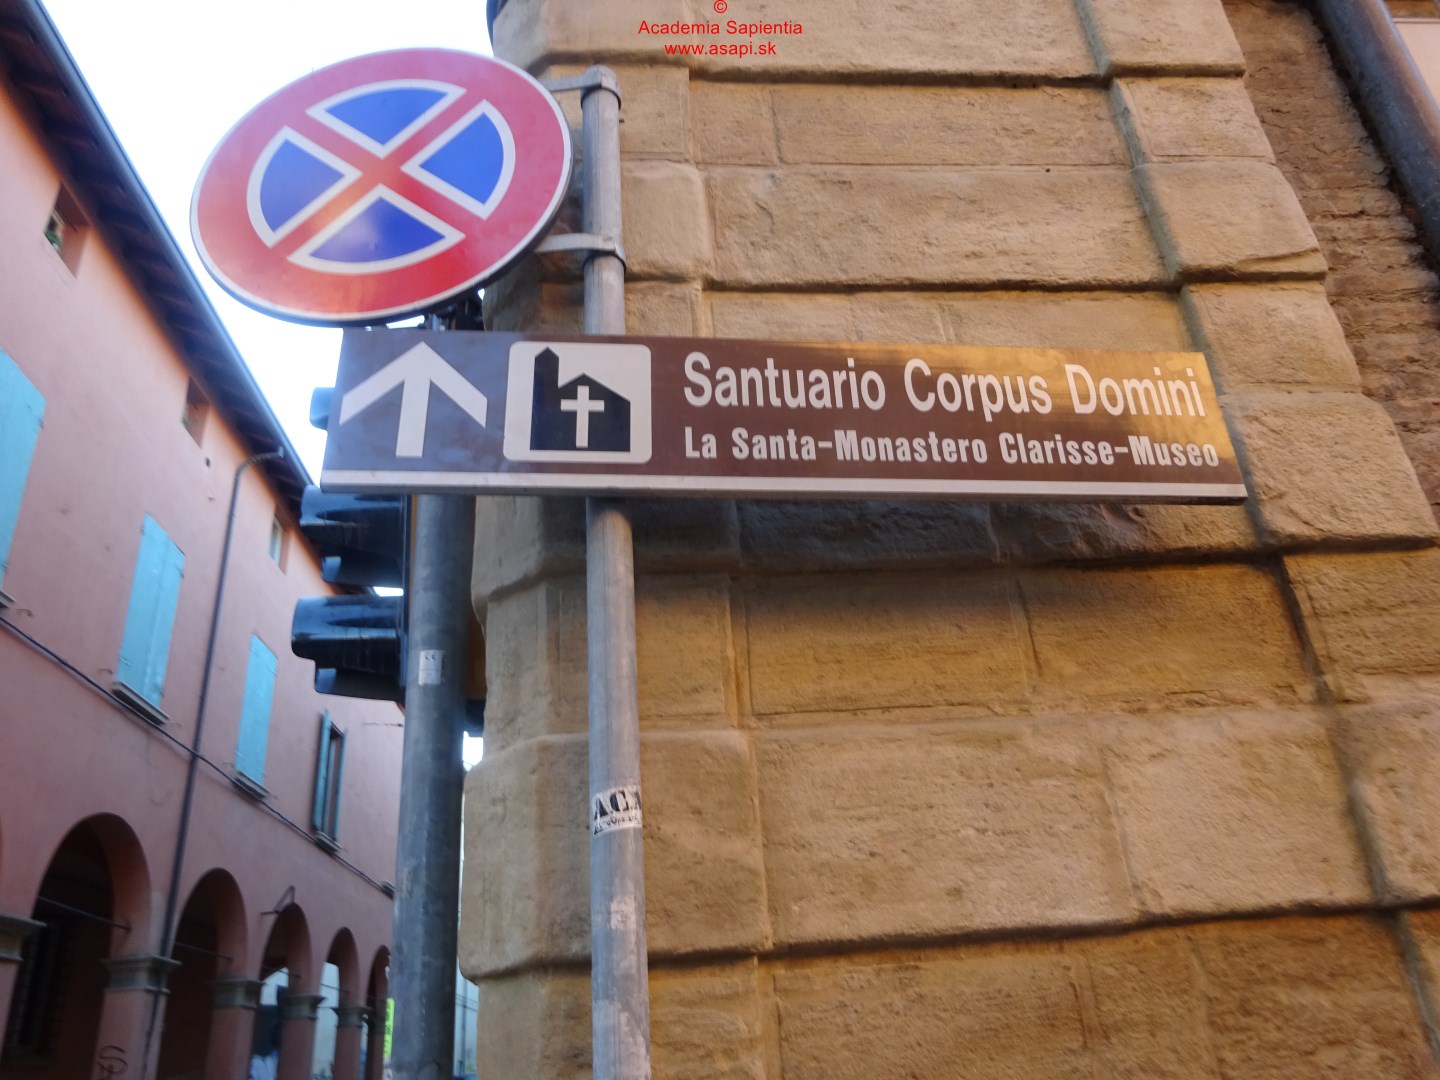 ©
Academia Sapientia
www.asapi.sk
Santuario Corpus Domini
La Santa-Monastero Clarisse-Museo